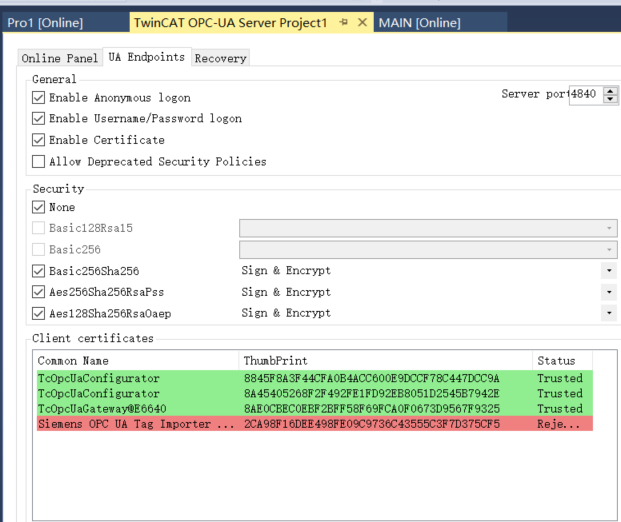 Pro1 [Online] TwinCAT OPC-UA Server Project1 MAIN [Online]
Online Panel UA Endpoints Recovery
General
Enable Anonymous logon Server port 4840
Enable Username/Password logon
Enable Certificate
Allow Deprecated Security Policies
Security
None
Basic128Rsa15
Basic256
Basic256Sha256 Sign & Encrypt
Aes256Sha256RsaPss Sign & Encrypt
Aes128Sha256RsaOaep Sign & Encrypt
Client certificates
Common Name ThumbPrint Status
TcOpcUaConfigurator 8845F8A3F44CFA0B4ACC600E9DCCF78C447DCC9A Trusted
TcOpcUaConfigurator 8A45405268F2F492FE1FD92EB8051D2545B7942E Trusted
TcOpcUaGateway@E6640 8AE0CBEC0EBF2BFF58F69FCA0F0673D9567F9325 Trusted
Siemens OPC UA Tag Importer ... 2CA98F16DEE498FE09C9736C43555C3F7D375CF5 Reje...